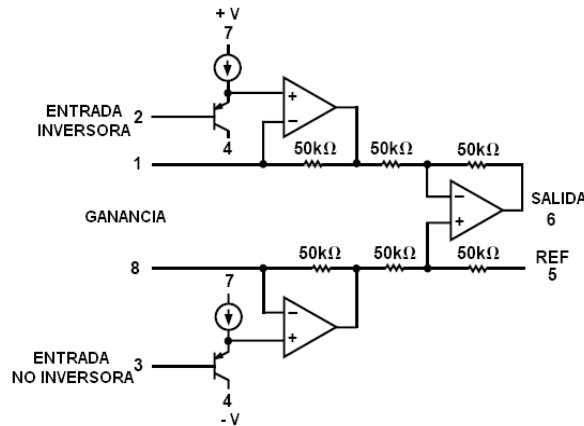 + V
7
ENTRADA
INVERSORA
2
+
−
4
50kΩ 50kΩ 50kΩ
1
−
+
SALIDA
6
GANANCIA
50kΩ 50kΩ 50kΩ
REF
5
8
7
−
+
ENTRADA
NO INVERSORA
3
4
- V